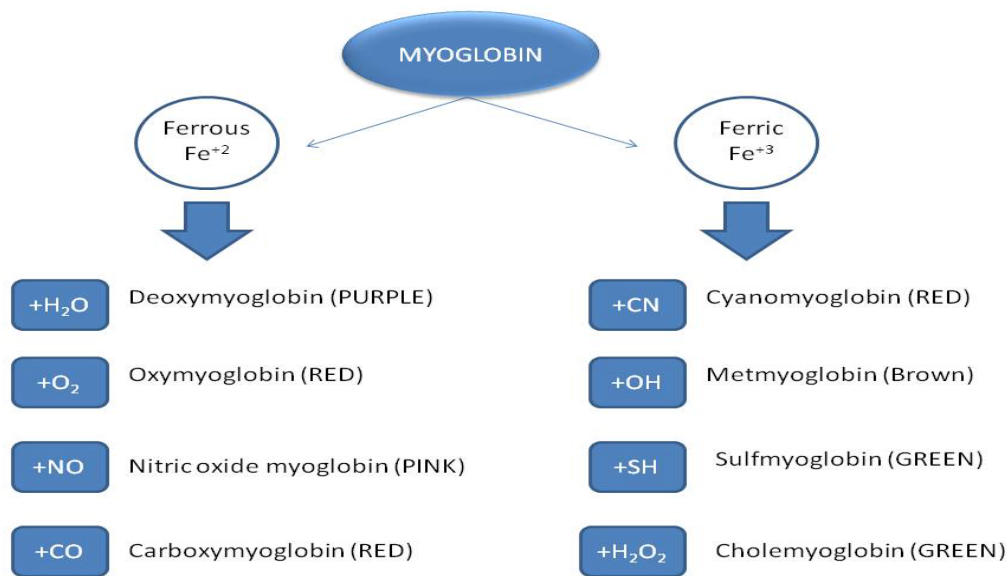 MYOGLOBIN
Ferrous
Fe⁺²
Ferric
Fe⁺³
+H₂O Deoxymyoglobin (PURPLE)
+O₂ Oxymyoglobin (RED)
+NO Nitric oxide myoglobin (PINK)
+CO Carboxymyoglobin (RED)
+CN Cyanomyoglobin (RED)
+OH Metmyoglobin (Brown)
+SH Sulfmyoglobin (GREEN)
+H₂O₂ Cholemyoglobin (GREEN)